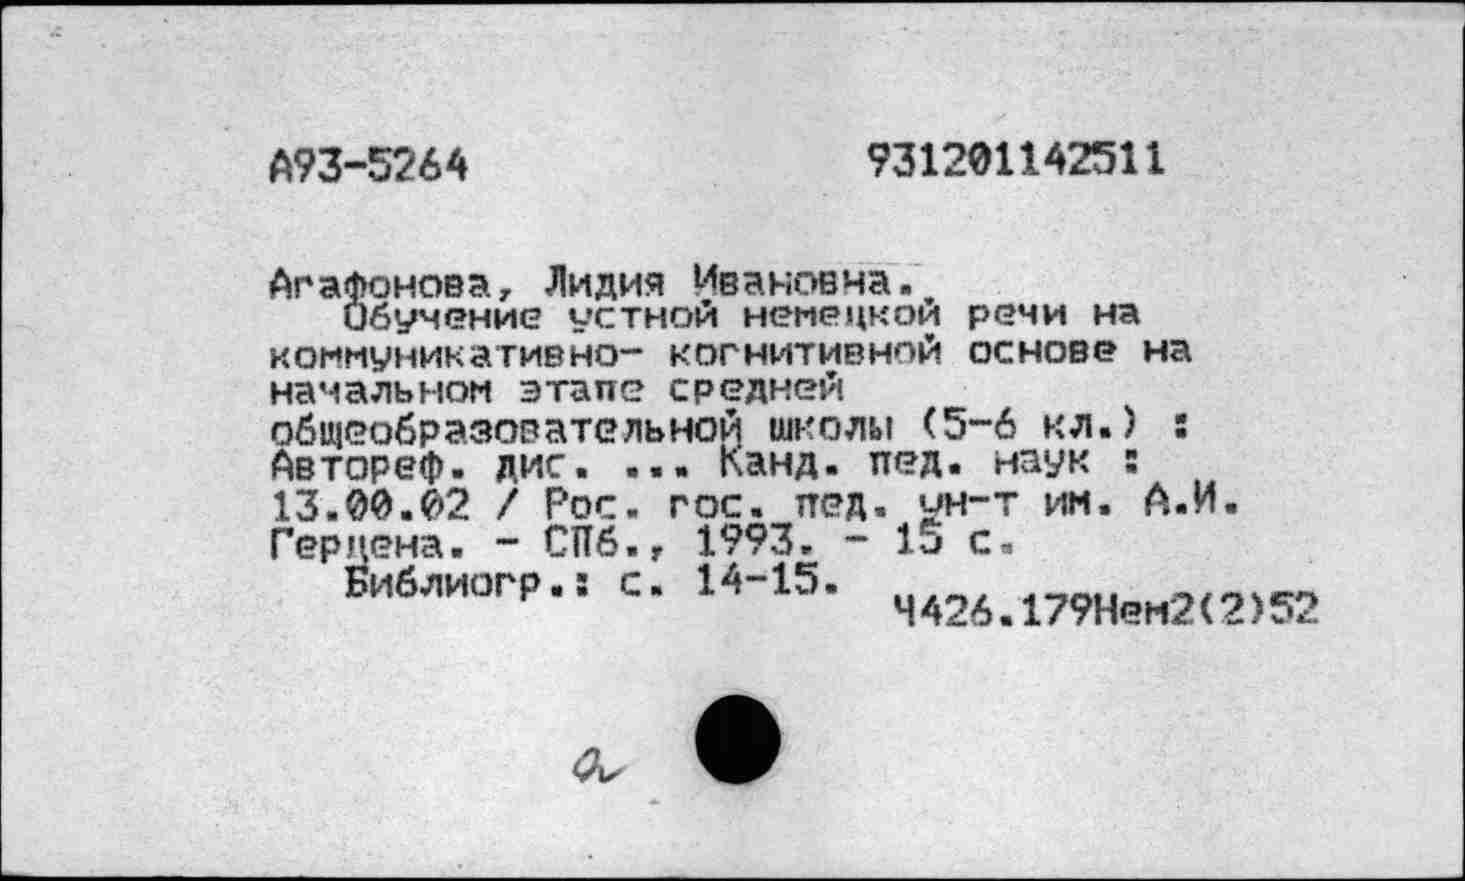 А93-5264 931201142511
Агафонова, Лидия Ивановна.
Обучение устной немецкой речи на
коммуникативно- когнитивной основе на
начальном этапе средней
общеобразовательной школы (5-6 кл.) :
Автореф. дис. ... Канд. пед. наук :
13.00.02 / Рос. гос. пед. ун-т им. А.И.
Герцена. - СПб., 1993. - 15 с.
Библиогр.: с. 14-15.
Ч426.179Нем2(2)52